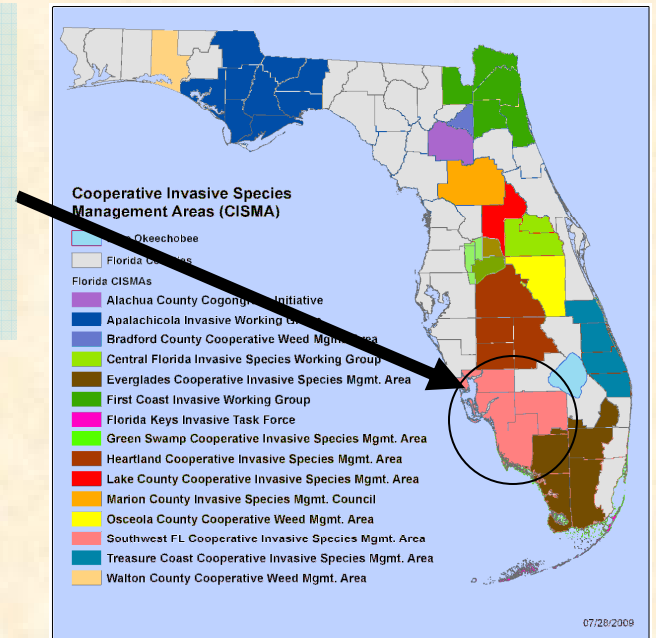 Cooperative Invasive Species
Management Areas (CISMA)
Okeechobee
Florida
Florida CISMAs
Alachua County Initiative
Apalachicola Invasive Working
Bradford County Cooperative Weed Area
Central Florida Invasive Species Working Group
Everglades Cooperative Invasive Species Mgmt. Area
First Coast Invasive Working Group
Florida Keys Invasive Task Force
Green Swamp Cooperative Invasive Species Mgmt. Area
Heartland Cooperative Invasive Species Mgmt. Area
Lake County Cooperative Invasive Species Mgmt. Area
Marion County Invasive Species Mgmt. Council
Osceola County Cooperative Weed Mgmt. Area
Southwest FL Cooperative Invasive Species Mgmt. Area
Treasure Coast Cooperative Invasive Species Mgmt. Area
Walton County Cooperative Weed Mgmt. Area
07/28/2009